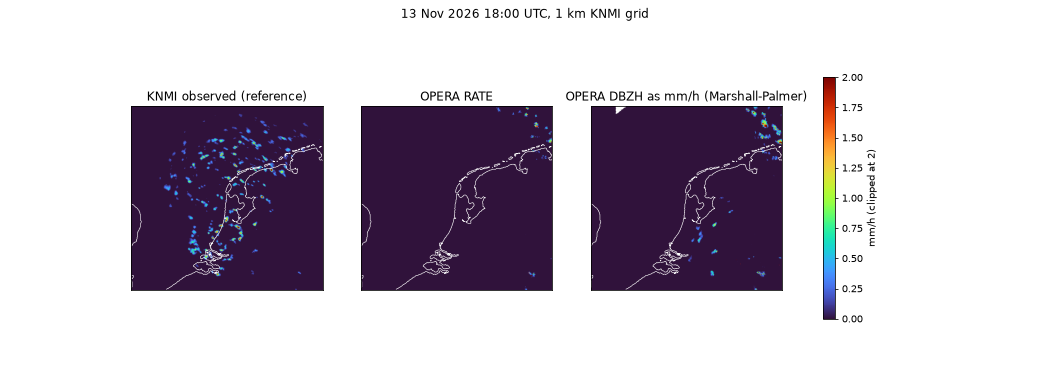 13 Nov 2026 18:00 UTC, 1 km KNMI grid
KNMI observed (reference)
OPERA RATE
OPERA DBZH as mm/h (Marshall-Palmer)
2.00
1.75
1.50
1.25
1.00
0.75
0.50
0.25
0.00
mm/h (clipped at 2)